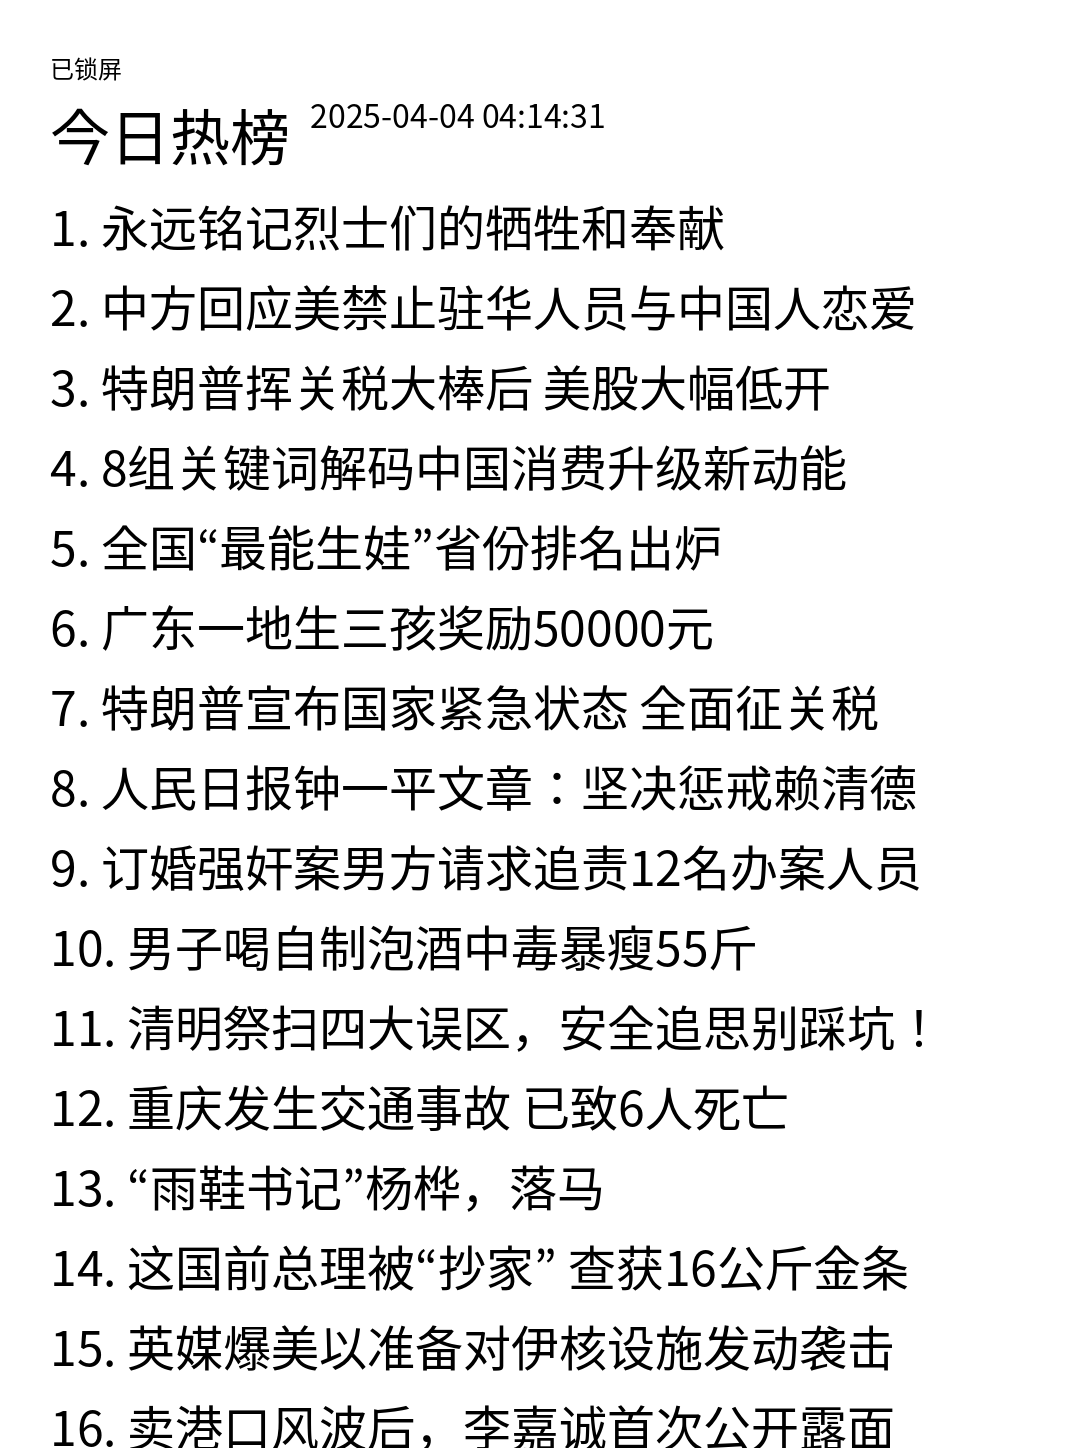 已锁屏
今日热榜 2025-04-04 04:14:31
1. 永远铭记烈士们的牺牲和奉献
2. 中方回应美禁止驻华人员与中国人恋爱
3. 特朗普挥关税大棒后 美股大幅低开
4. 8组关键词解码中国消费升级新动能
5. 全国“最能生娃”省份排名出炉
6. 广东一地生三孩奖励50000元
7. 特朗普宣布国家紧急状态 全面征关税
8. 人民日报钟一平文章：坚决惩戒赖清德
9. 订婚强奸案男方请求追责12名办案人员
10. 男子喝自制泡酒中毒暴瘦55斤
11. 清明祭扫四大误区，安全追思别踩坑！
12. 重庆发生交通事故 已致6人死亡
13. “雨鞋书记”杨桦，落马
14. 这国前总理被“抄家” 查获16公斤金条
15. 英媒爆美以准备对伊核设施发动袭击
16. 卖港口风波后，李嘉诚首次公开露面